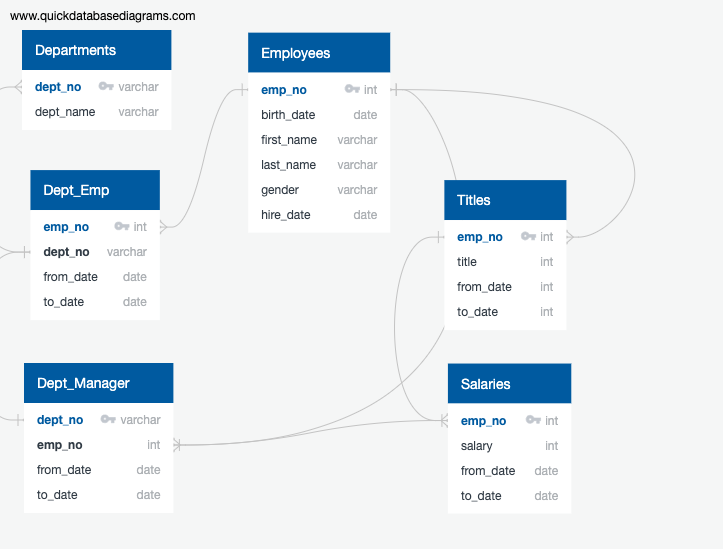 www.quickdatabasediagrams.com
Departments
dept_no varchar
dept_name varchar
Employees
emp_no int
birth_date date
first_name varchar
last_name varchar
gender varchar
hire_date date
Dept_Emp
emp_no int
dept_no varchar
from_date date
to_date date
Titles
emp_no int
title int
from_date int
to_date int
Dept_Manager
dept_no varchar
emp_no int
from_date date
to_date date
Salaries
emp_no int
salary int
from_date date
to_date date